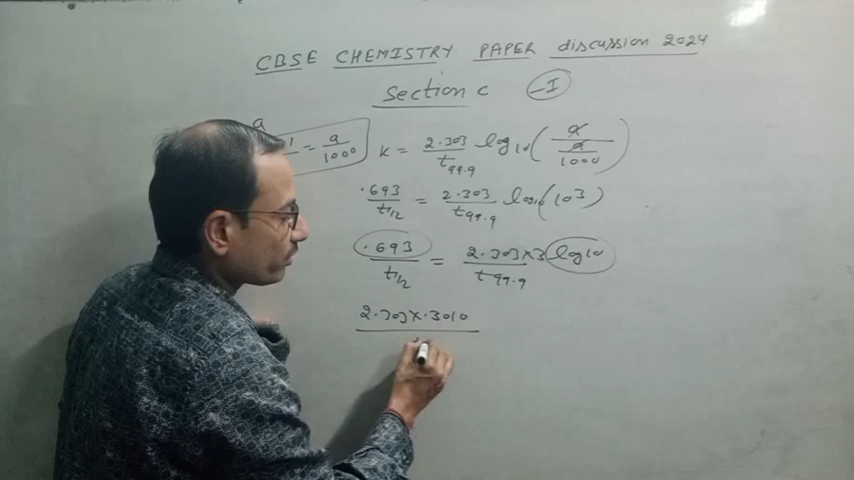 CBSE CHEMISTRY PAPER discussion 2024
Section C -I
a
1 = a/1000 K = 2.303/t99.9 log10(a/(a/1000))
.693/t1/2 = 2.303/t99.9 log10(10³)
.693/t1/2 = 2.303×3/t99.9 log10
2.303×.3010